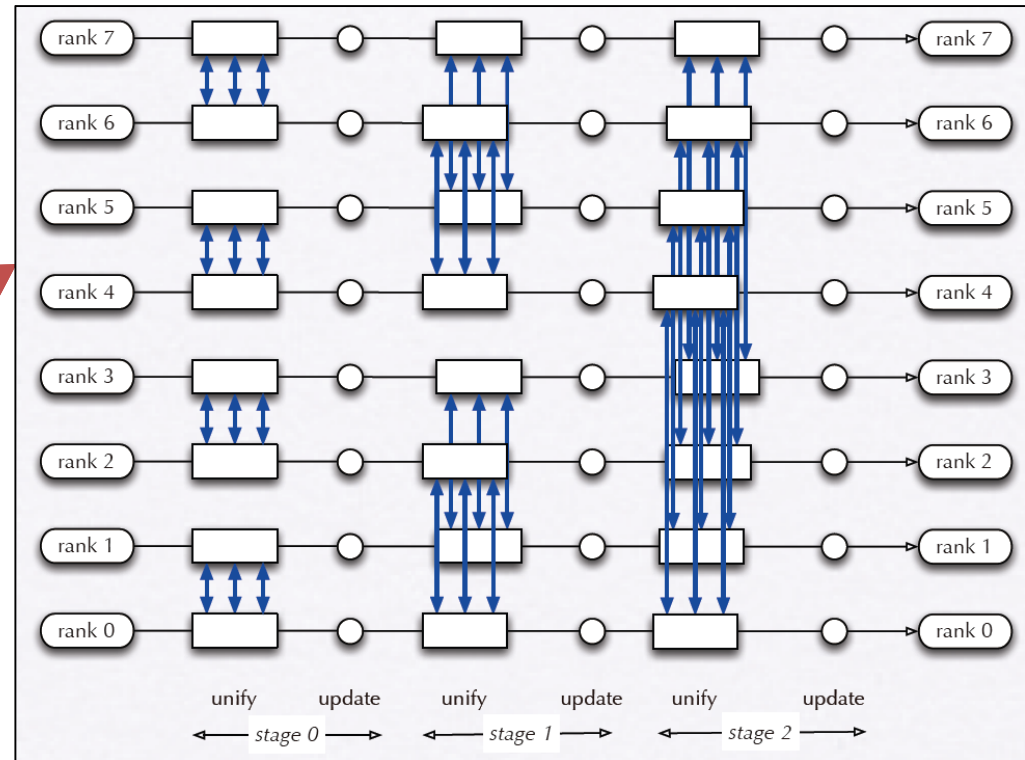 rank 7 rank 7
rank 6 rank 6
rank 5 rank 5
rank 4 rank 4
rank 3 rank 3
rank 2 rank 2
rank 1 rank 1
rank 0 rank 0
unify update unify update unify update
stage 0 stage 1 stage 2